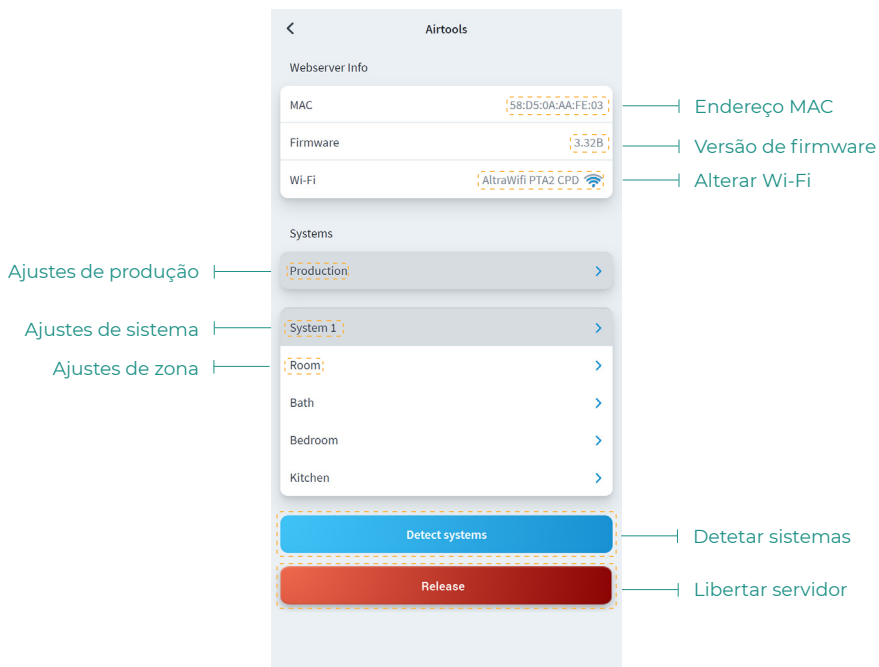 Airtools
Webserver Info
MAC 58:D5:0A:AA:FE:03 Endereço MAC
Firmware 3.32B Versão de firmware
Wi-Fi AltraWifi PTA2 CPD Alterar Wi-Fi
Systems
Ajustes de produção Production
Ajustes de sistema System 1
Ajustes de zona Room
Bath
Bedroom
Kitchen
Detect systems Detetar sistemas
Release Libertar servidor